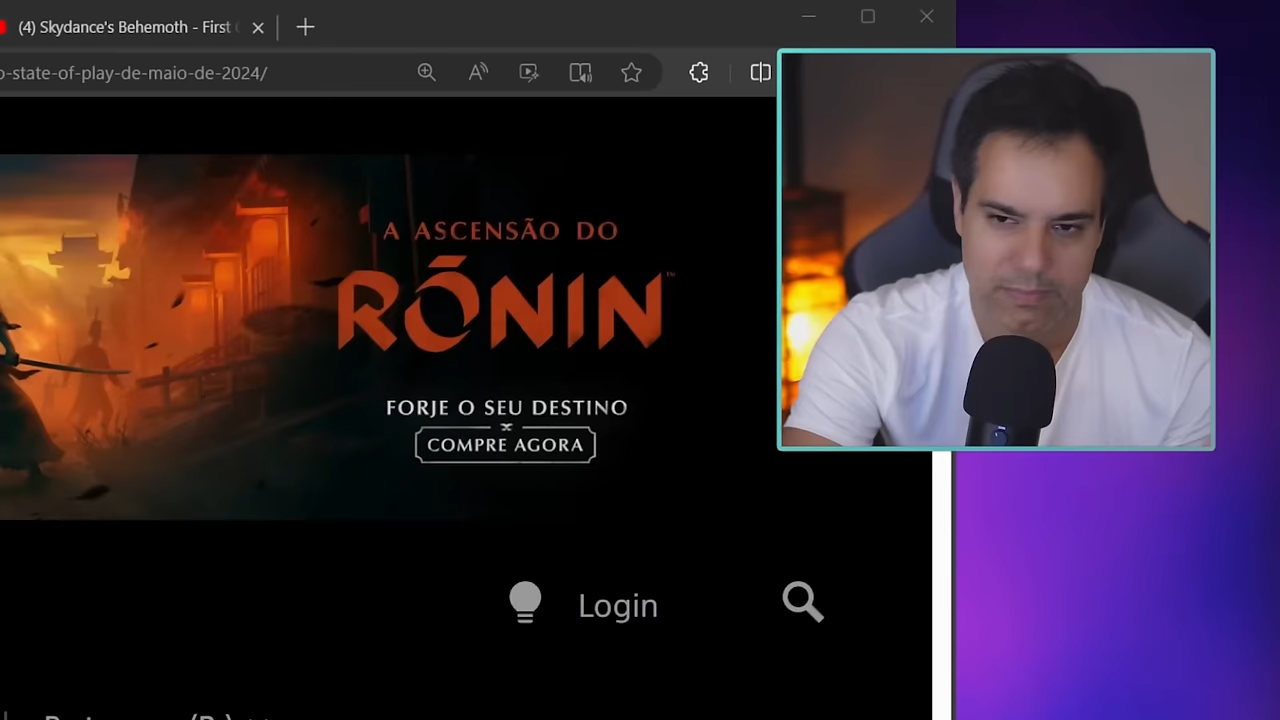 (4) Skydance's Behemoth - First
o-state-of-play-de-maio-de-2024/
A ASCENSÃO DO
RŌNIN™
FORJE O SEU DESTINO
COMPRE AGORA
Login